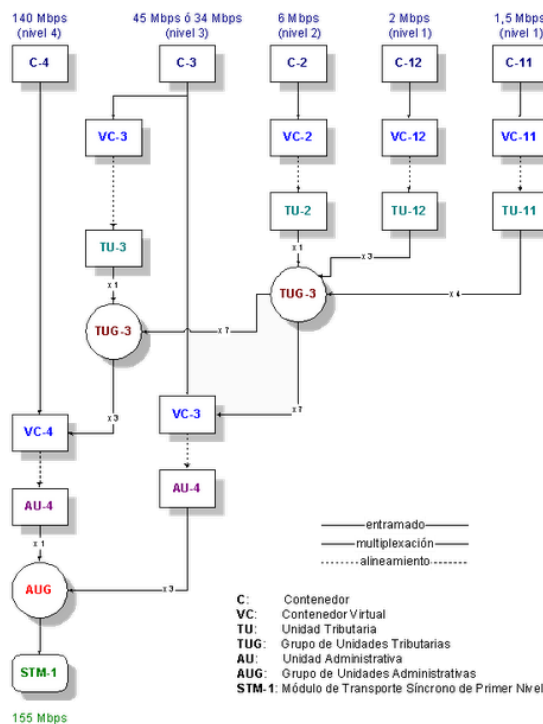 140 Mbps 45 Mbps ó 34 Mbps 6 Mbps 2 Mbps 1,5 Mbps
(nivel 4) (nivel 3) (nivel 2) (nivel 1) (nivel 1)
C-4 C-3 C-2 C-12 C-11
VC-3 VC-2 VC-12 VC-11
TU-2 TU-12 TU-11
TU-3
x 1 x 3
x 1 TUG-3 x 4
TUG-3 x 7
x 3 VC-3 x 7
VC-4
AU-4 AU-4
x 1
entramado
multiplexación
alineamiento
AUG x 3
C: Contenedor
VC: Contenedor Virtual
TU: Unidad Tributaria
TUG: Grupo de Unidades Tributarias
AU: Unidad Administrativa
AUG: Grupo de Unidades Administrativas
STM-1: Módulo de Transporte Síncrono de Primer Nivel
STM-1
155 Mbps